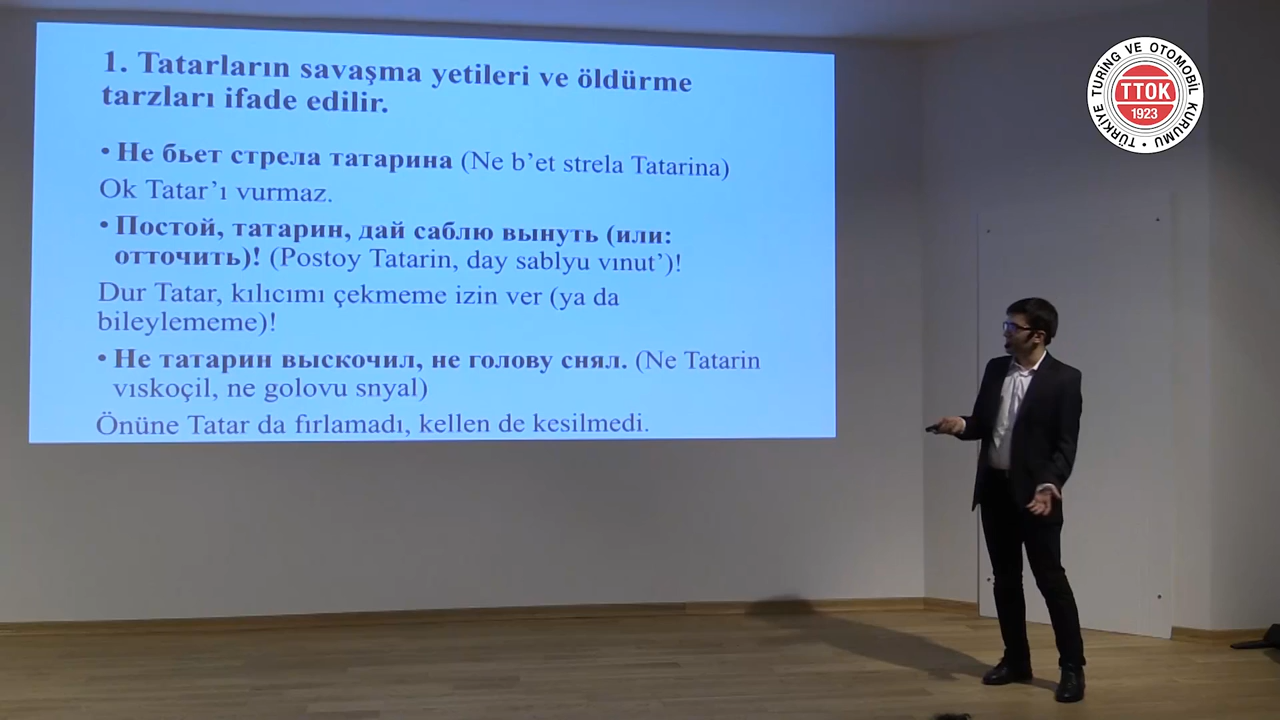 1. Tatarların savaşma yetileri ve öldürme
tarzları ifade edilir.
• Не бьет стрела татарина (Ne b’et strela Tatarina)
Ok Tatar’ı vurmaz.
• Постой, татарин, дай саблю вынуть (или:
отточить)! (Postoy Tatarin, day sablyu vınut’)!
Dur Tatar, kılıcımı çekmeme izin ver (ya da
bileylememe)!
• Не татарин выскочил, не голову снял. (Ne Tatarin
vıskoçil, ne golovu snyal)
Önüne Tatar da fırlamadı, kellen de kesilmedi.
TÜRKİYE TURİNG VE OTOMOBİL KURUMU •
TTOK
1923